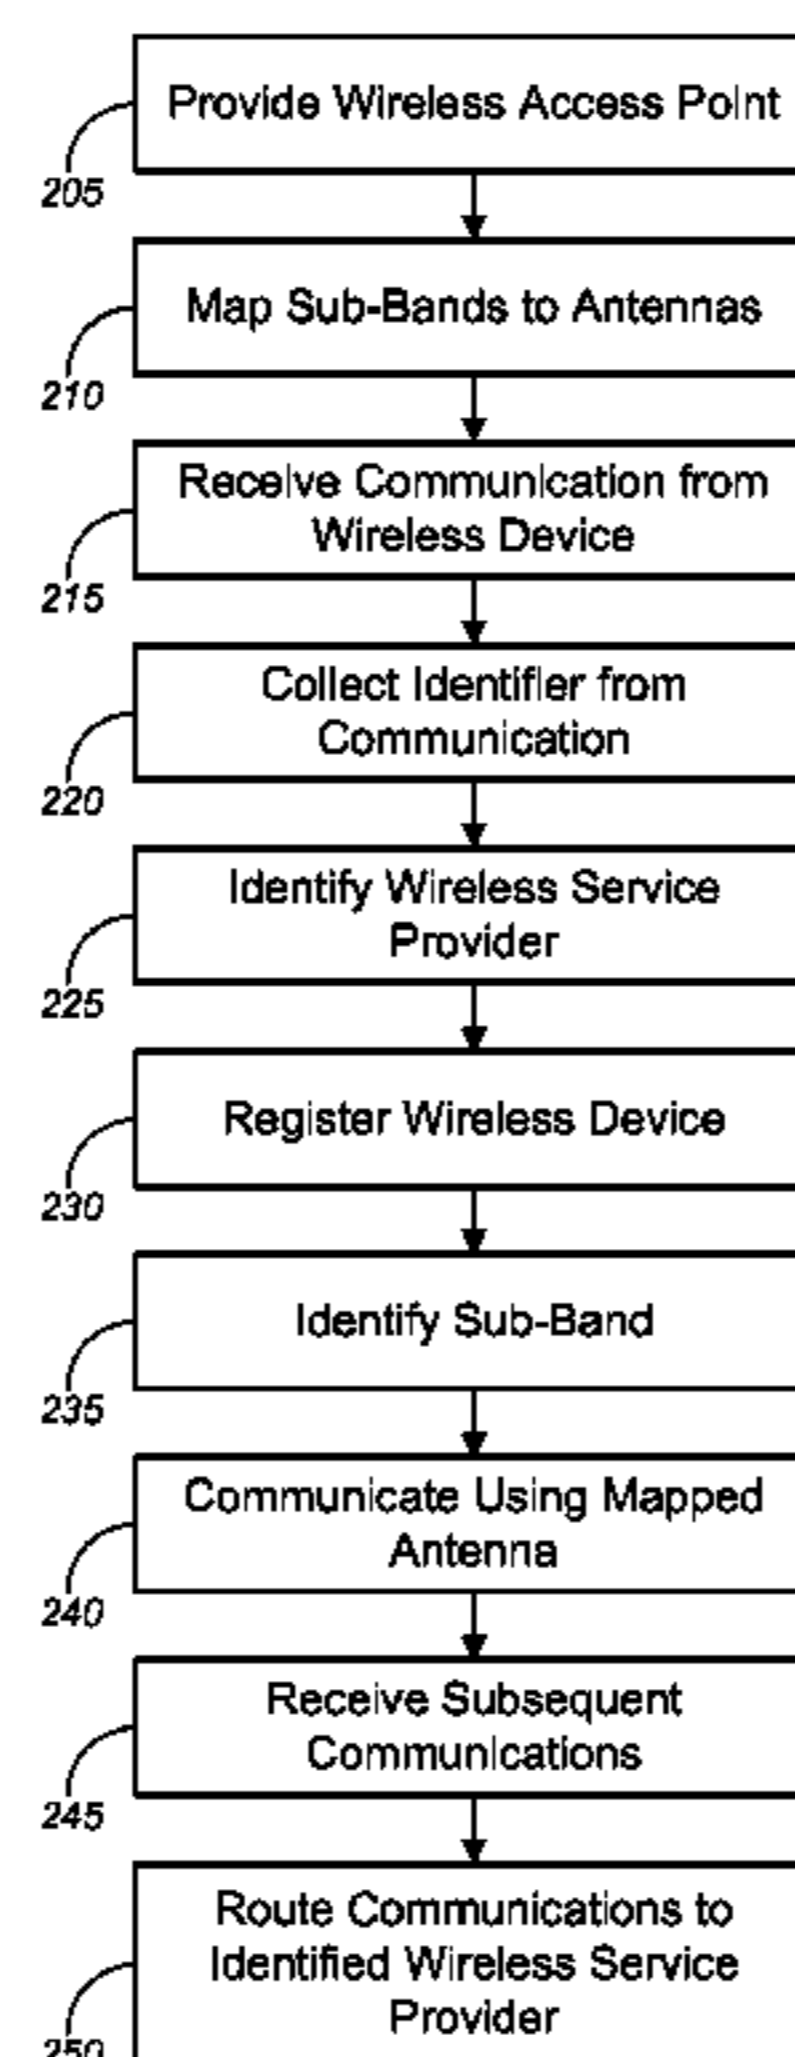 Provide Wireless Access Point
205
Map Sub-Bands to Antennas
210
Receive Communication from
Wireless Device
215
Collect Identifier from
Communication
220
Identify Wireless Service
Provider
225
Register Wireless Device
230
Identify Sub-Band
235
Communicate Using Mapped
Antenna
240
Receive Subsequent
Communications
245
Route Communications to
Identified Wireless Service
Provider
250